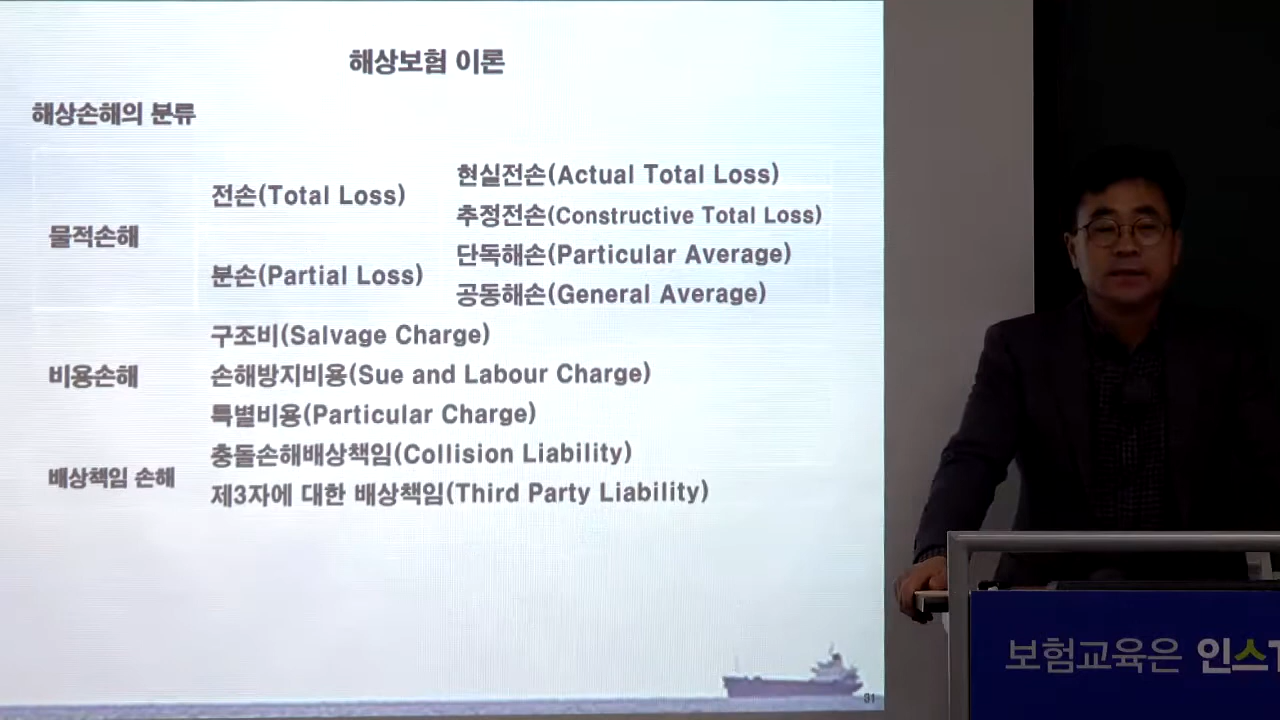 해상보험 이론
해상손해의 분류
물적손해
전손(Total Loss)
현실전손(Actual Total Loss)
추정전손(Constructive Total Loss)
분손(Partial Loss)
단독해손(Particular Average)
공동해손(General Average)
비용손해
구조비(Salvage Charge)
손해방지비용(Sue and Labour Charge)
특별비용(Particular Charge)
배상책임 손해
충돌손해배상책임(Collision Liability)
제3자에 대한 배상책임(Third Party Liability)
31
보험교육은 인스